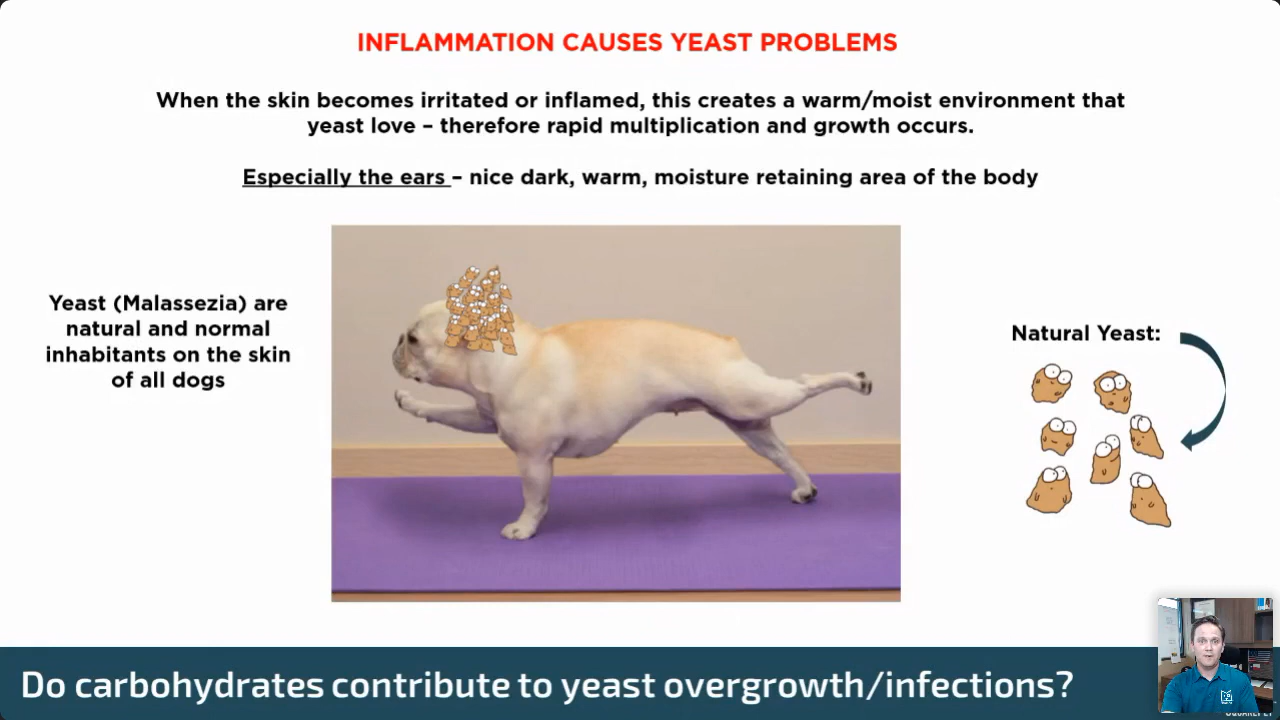 INFLAMMATION CAUSES YEAST PROBLEMS
When the skin becomes irritated or inflamed, this creates a warm/moist environment that
yeast love – therefore rapid multiplication and growth occurs.
Especially the ears – nice dark, warm, moisture retaining area of the body
Yeast (Malassezia) are
natural and normal
inhabitants on the skin
of all dogs
Natural Yeast:
Do carbohydrates contribute to yeast overgrowth/infections?